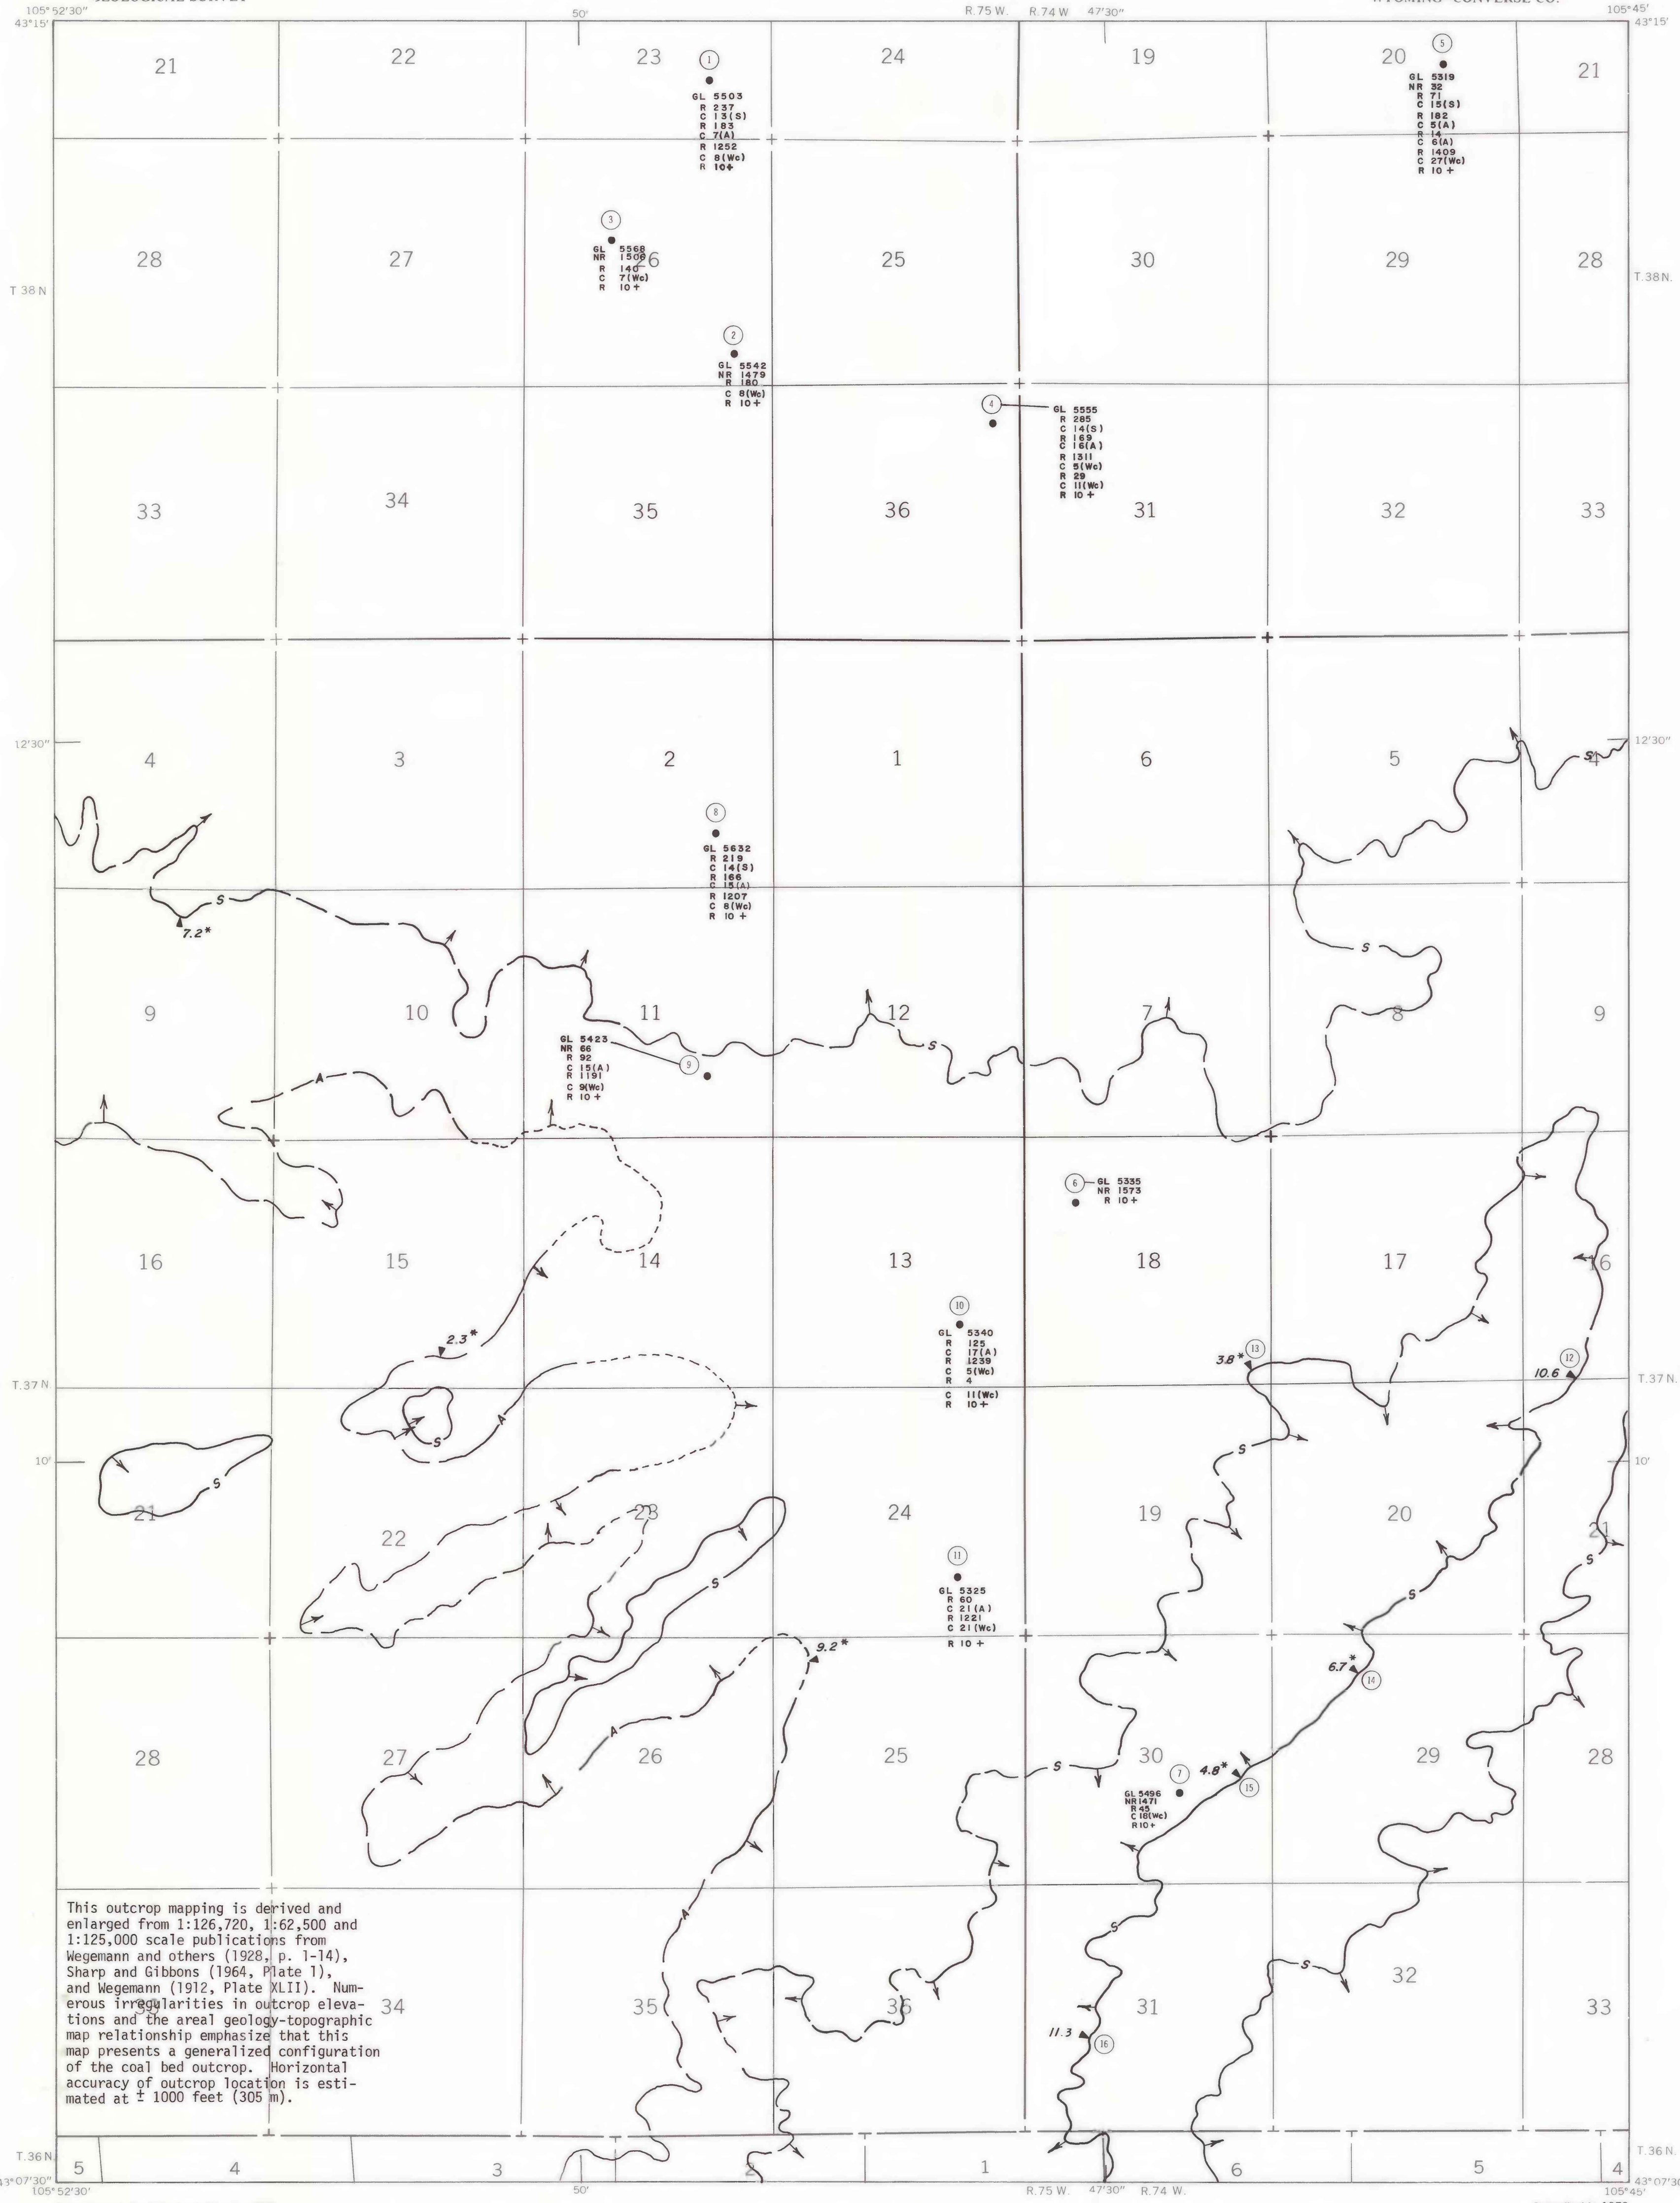 105°52'30"
50'
R. 75 W.
R. 74 W
47'30"
105°45'
43°15'
43°15'
21
22
23
24
19
20
21
1
GL 5503
R 237
C 13(S)
R 183
C 7(A)
R 1252
C 8(Wc)
R 10+
5
GL 5319
NR 32
R 71
C 15(S)
R 182
C 5(A)
R 14
C 6(A)
R 1409
C 27(Wc)
R 10 +
28
27
26
25
30
29
28
3
GL 5568
NR 1506
R 140
C 7(Wc)
R 10 +
T 38 N
T. 38 N.
2
GL 5542
NR 1479
R 180
C 8(Wc)
R 10 +
4
GL 5555
R 285
C 14(S)
R 169
C 16(A)
R 1311
C 5(Wc)
R 29
C 11(Wc)
R 10 +
33
34
35
36
31
32
33
12'30"
12'30"
4
3
2
1
6
5
4
S
8
GL 5632
R 219
C 14(S)
R 166
C 15(A)
R 1207
C 8(Wc)
R 10 +
S
7.2*
S
9
10
11
12
7
8
9
S
9
GL 5423
NR 66
R 92
C 15(A)
R 1191
C 9(Wc)
R 10 +
A
6
GL 5335
NR 1573
R 10 +
16
15
14
13
18
17
16
2.3*
10
GL 5340
R 125
C 17(A)
R 1239
C 5(Wc)
R 4
C 11(Wc)
R 10 +
3.8*
13
12
10.6
T. 37 N
T. 37 N.
A
S
S
S
10'
10'
21
22
23
24
19
20
21
S
S
S
11
GL 5325
R 60
C 21(A)
R 1221
C 21(Wc)
R 10 +
9.2*
6.7*
14
A
28
27
26
25
30
29
28
S
7
GL 5496
NR 1471
R 45
C 18(Wc)
R 10 +
4.8*
15
A
S
S
This outcrop mapping is derived and
enlarged from 1:126,720, 1:62,500 and
1:125,000 scale publications from
Wegemann and others (1928, p. 1-14),
Sharp and Gibbons (1964, Plate 1),
and Wegemann (1912, Plate XLII). Num-
erous irregularities in outcrop eleva-
tions and the areal geology-topographic
map relationship emphasize that this
map presents a generalized configuration
of the coal bed outcrop. Horizontal
accuracy of outcrop location is esti-
mated at ± 1000 feet (305 m).
33
34
35
36
31
32
33
11.3
16
T. 36 N.
T. 36 N.
5
4
3
2
1
6
5
4
43°07'30"
43°07'30"
105°52'30'
50'
R. 75 W.
47'30"
R. 74 W.
105°45'